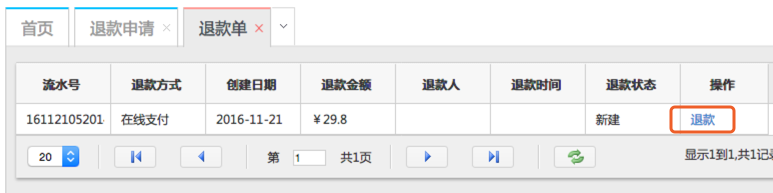 首页 退款申请 × 退款单 ×
流水号 退款方式 创建日期 退款金额 退款人 退款时间 退款状态 操作
16112105201 在线支付 2016-11-21 ￥29.8 新建 退款
20 第 1 共1页 显示1到1,共1记